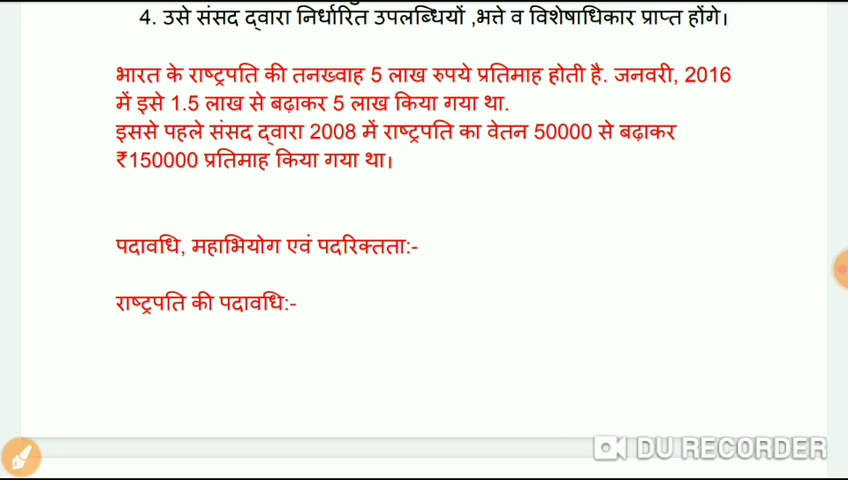 4. उसे संसद द्वारा निर्धारित उपलब्धियों ,भत्ते व विशेषाधिकार प्राप्त होंगे।
भारत के राष्ट्रपति की तनख्वाह 5 लाख रुपये प्रतिमाह होती है. जनवरी, 2016
में इसे 1.5 लाख से बढ़ाकर 5 लाख किया गया था.
इससे पहले संसद द्वारा 2008 में राष्ट्रपति का वेतन 50000 से बढ़ाकर
₹150000 प्रतिमाह किया गया था।
पदावधि, महाभियोग एवं पदरिक्तता:-
राष्ट्रपति की पदावधि:-
DU RECORDER